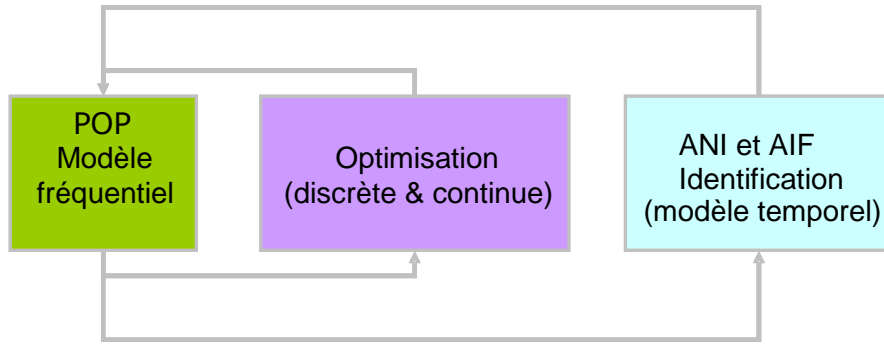 POP
Modèle
fréquentiel
Optimisation
(discrète & continue)
ANI et AIF
Identification
(modèle temporel)